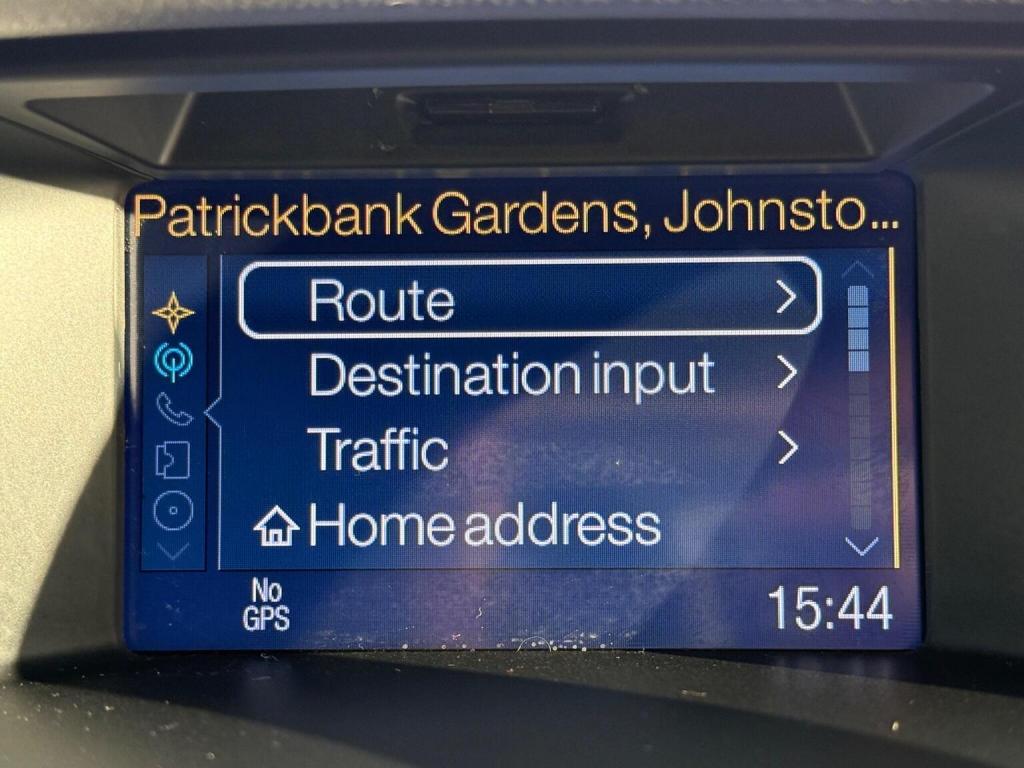 Patrickbank Gardens, Johnsto...
Route
Destination input
Traffic
Home address
No
GPS
15:44